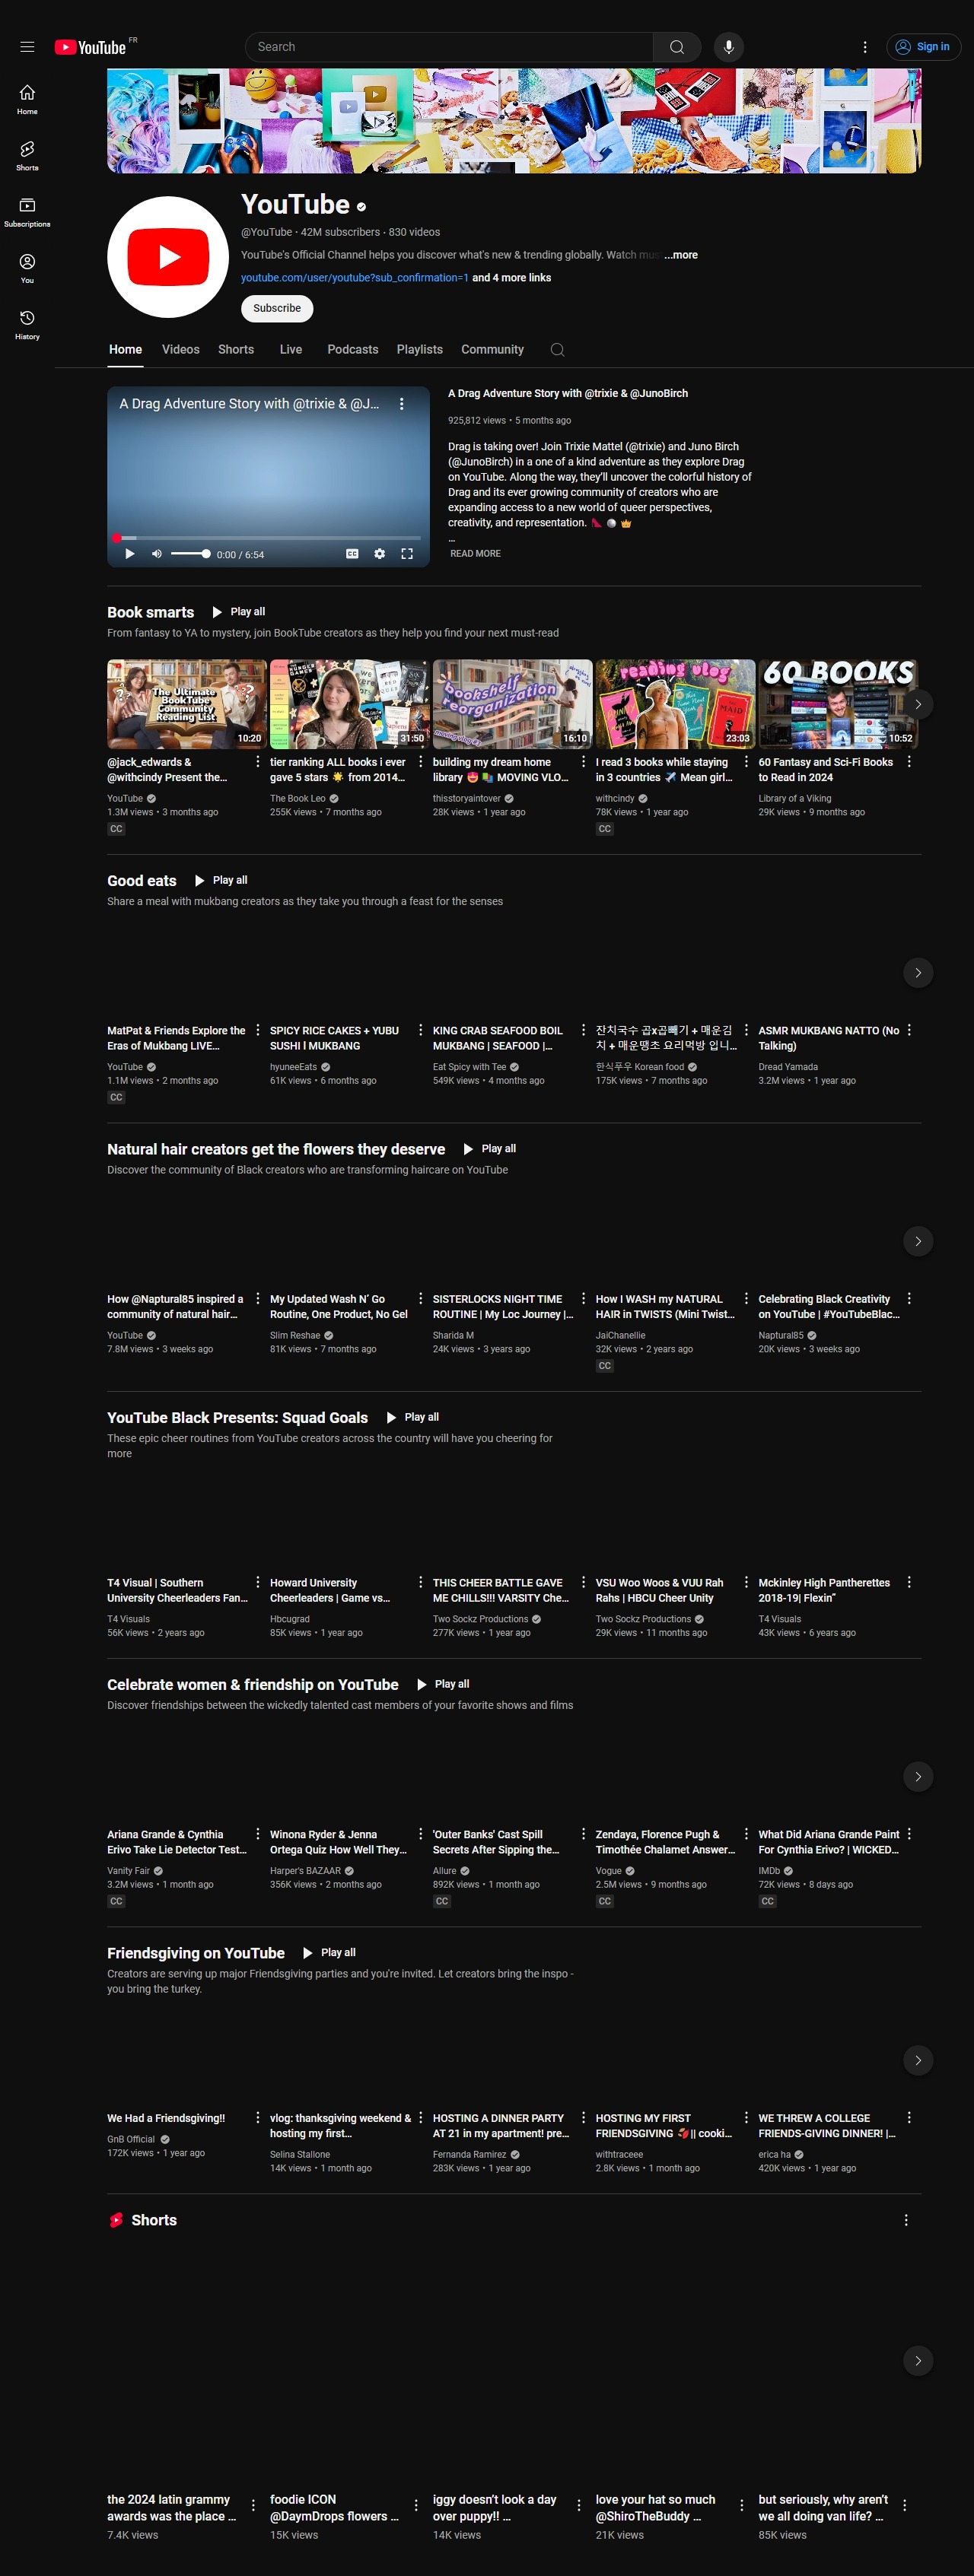 YouTube FR
Search
Sign in
Home
Shorts
Subscriptions
You
History
YouTube
@YouTube · 42M subscribers · 830 videos
YouTube's Official Channel helps you discover what's new & trending globally. Watch mus ...more
youtube.com/user/youtube?sub_confirmation=1 and 4 more links
Subscribe
Home Videos Shorts Live Podcasts Playlists Community
A Drag Adventure Story with @trixie & @J...
0:00 / 6:54
CC
A Drag Adventure Story with @trixie & @JunoBirch
925,812 views • 5 months ago
Drag is taking over! Join Trixie Mattel (@trixie) and Juno Birch
(@JunoBirch) in a one of a kind adventure as they explore Drag
on YouTube. Along the way, they'll uncover the colorful history of
Drag and its ever growing community of creators who are
expanding access to a new world of queer perspectives,
creativity, and representation. 👠 🪩 👑
...
READ MORE
Book smarts Play all
From fantasy to YA to mystery, join BookTube creators as they help you find your next must-read
The Ultimate
BookTube
Community
Reading List
10:20
@jack_edwards &
@withcindy Present the...
YouTube
1.3M views • 3 months ago
CC
31:50
tier ranking ALL books i ever
gave 5 stars 🌟 from 2014...
The Book Leo
255K views • 7 months ago
bookshelf
reorganization
16:10
building my dream home
library 😍 📚 MOVING VLO...
thisstoryaintover
28K views • 1 year ago
reading vlog
MAID
23:03
I read 3 books while staying
in 3 countries ✈️ Mean girl...
withcindy
78K views • 1 year ago
CC
60 BOOKS
10:52
60 Fantasy and Sci-Fi Books
to Read in 2024
Library of a Viking
29K views • 9 months ago
Good eats Play all
Share a meal with mukbang creators as they take you through a feast for the senses
MatPat & Friends Explore the
Eras of Mukbang LIVE...
YouTube
1.1M views • 2 months ago
CC
SPICY RICE CAKES + YUBU
SUSHI l MUKBANG
hyuneeEats
61K views • 6 months ago
KING CRAB SEAFOOD BOIL
MUKBANG | SEAFOOD |...
Eat Spicy with Tee
549K views • 4 months ago
잔치국수 곱x곱빼기 + 매운김
치 + 매운땡초 요리먹방 입니...
한식푸우 Korean food
175K views • 7 months ago
ASMR MUKBANG NATTO (No
Talking)
Dread Yamada
3.2M views • 1 year ago
Natural hair creators get the flowers they deserve Play all
Discover the community of Black creators who are transforming haircare on YouTube
How @Naptural85 inspired a
community of natural hair...
YouTube
7.8M views • 3 weeks ago
My Updated Wash N' Go
Routine, One Product, No Gel
Slim Reshae
81K views • 7 months ago
SISTERLOCKS NIGHT TIME
ROUTINE | My Loc Journey |...
Sharida M
24K views • 3 years ago
How I WASH my NATURAL
HAIR in TWISTS (Mini Twist...
JaiChanellie
32K views • 2 years ago
CC
Celebrating Black Creativity
on YouTube | #YouTubeBlac...
Naptural85
20K views • 3 weeks ago
YouTube Black Presents: Squad Goals Play all
These epic cheer routines from YouTube creators across the country will have you cheering for
more
T4 Visual | Southern
University Cheerleaders Fan...
T4 Visuals
56K views • 2 years ago
Howard University
Cheerleaders | Game vs...
Hbcugrad
85K views • 1 year ago
THIS CHEER BATTLE GAVE
ME CHILLS!!! VARSITY Che...
Two Sockz Productions
277K views • 1 year ago
VSU Woo Woos & VUU Rah
Rahs | HBCU Cheer Unity
Two Sockz Productions
29K views • 11 months ago
Mckinley High Pantherettes
2018-19| Flexin"
T4 Visuals
43K views • 6 years ago
Celebrate women & friendship on YouTube Play all
Discover friendships between the wickedly talented cast members of your favorite shows and films
Ariana Grande & Cynthia
Erivo Take Lie Detector Test...
Vanity Fair
3.2M views • 1 month ago
CC
Winona Ryder & Jenna
Ortega Quiz How Well They...
Harper's BAZAAR
356K views • 2 months ago
'Outer Banks' Cast Spill
Secrets After Sipping the...
Allure
892K views • 1 month ago
CC
Zendaya, Florence Pugh &
Timothée Chalamet Answer...
Vogue
2.5M views • 9 months ago
CC
What Did Ariana Grande Paint
For Cynthia Erivo? | WICKED...
IMDb
72K views • 8 days ago
CC
Friendsgiving on YouTube Play all
Creators are serving up major Friendsgiving parties and you're invited. Let creators bring the inspo -
you bring the turkey.
We Had a Friendsgiving!!
GnB Official
172K views • 1 year ago
vlog: thanksgiving weekend &
hosting my first...
Selina Stallone
14K views • 1 month ago
HOSTING A DINNER PARTY
AT 21 in my apartment! pre...
Fernanda Ramirez
283K views • 1 year ago
HOSTING MY FIRST
FRIENDSGIVING 🍂|| cooki...
withtraceee
2.8K views • 1 month ago
WE THREW A COLLEGE
FRIENDS-GIVING DINNER! |...
erica ha
420K views • 1 year ago
Shorts
the 2024 latin grammy
awards was the place ...
7.4K views
foodie ICON
@DaymDrops flowers ...
15K views
iggy doesn't look a day
over puppy!! ...
14K views
love your hat so much
@ShiroTheBuddy ...
21K views
but seriously, why aren't
we all doing van life? ...
85K views